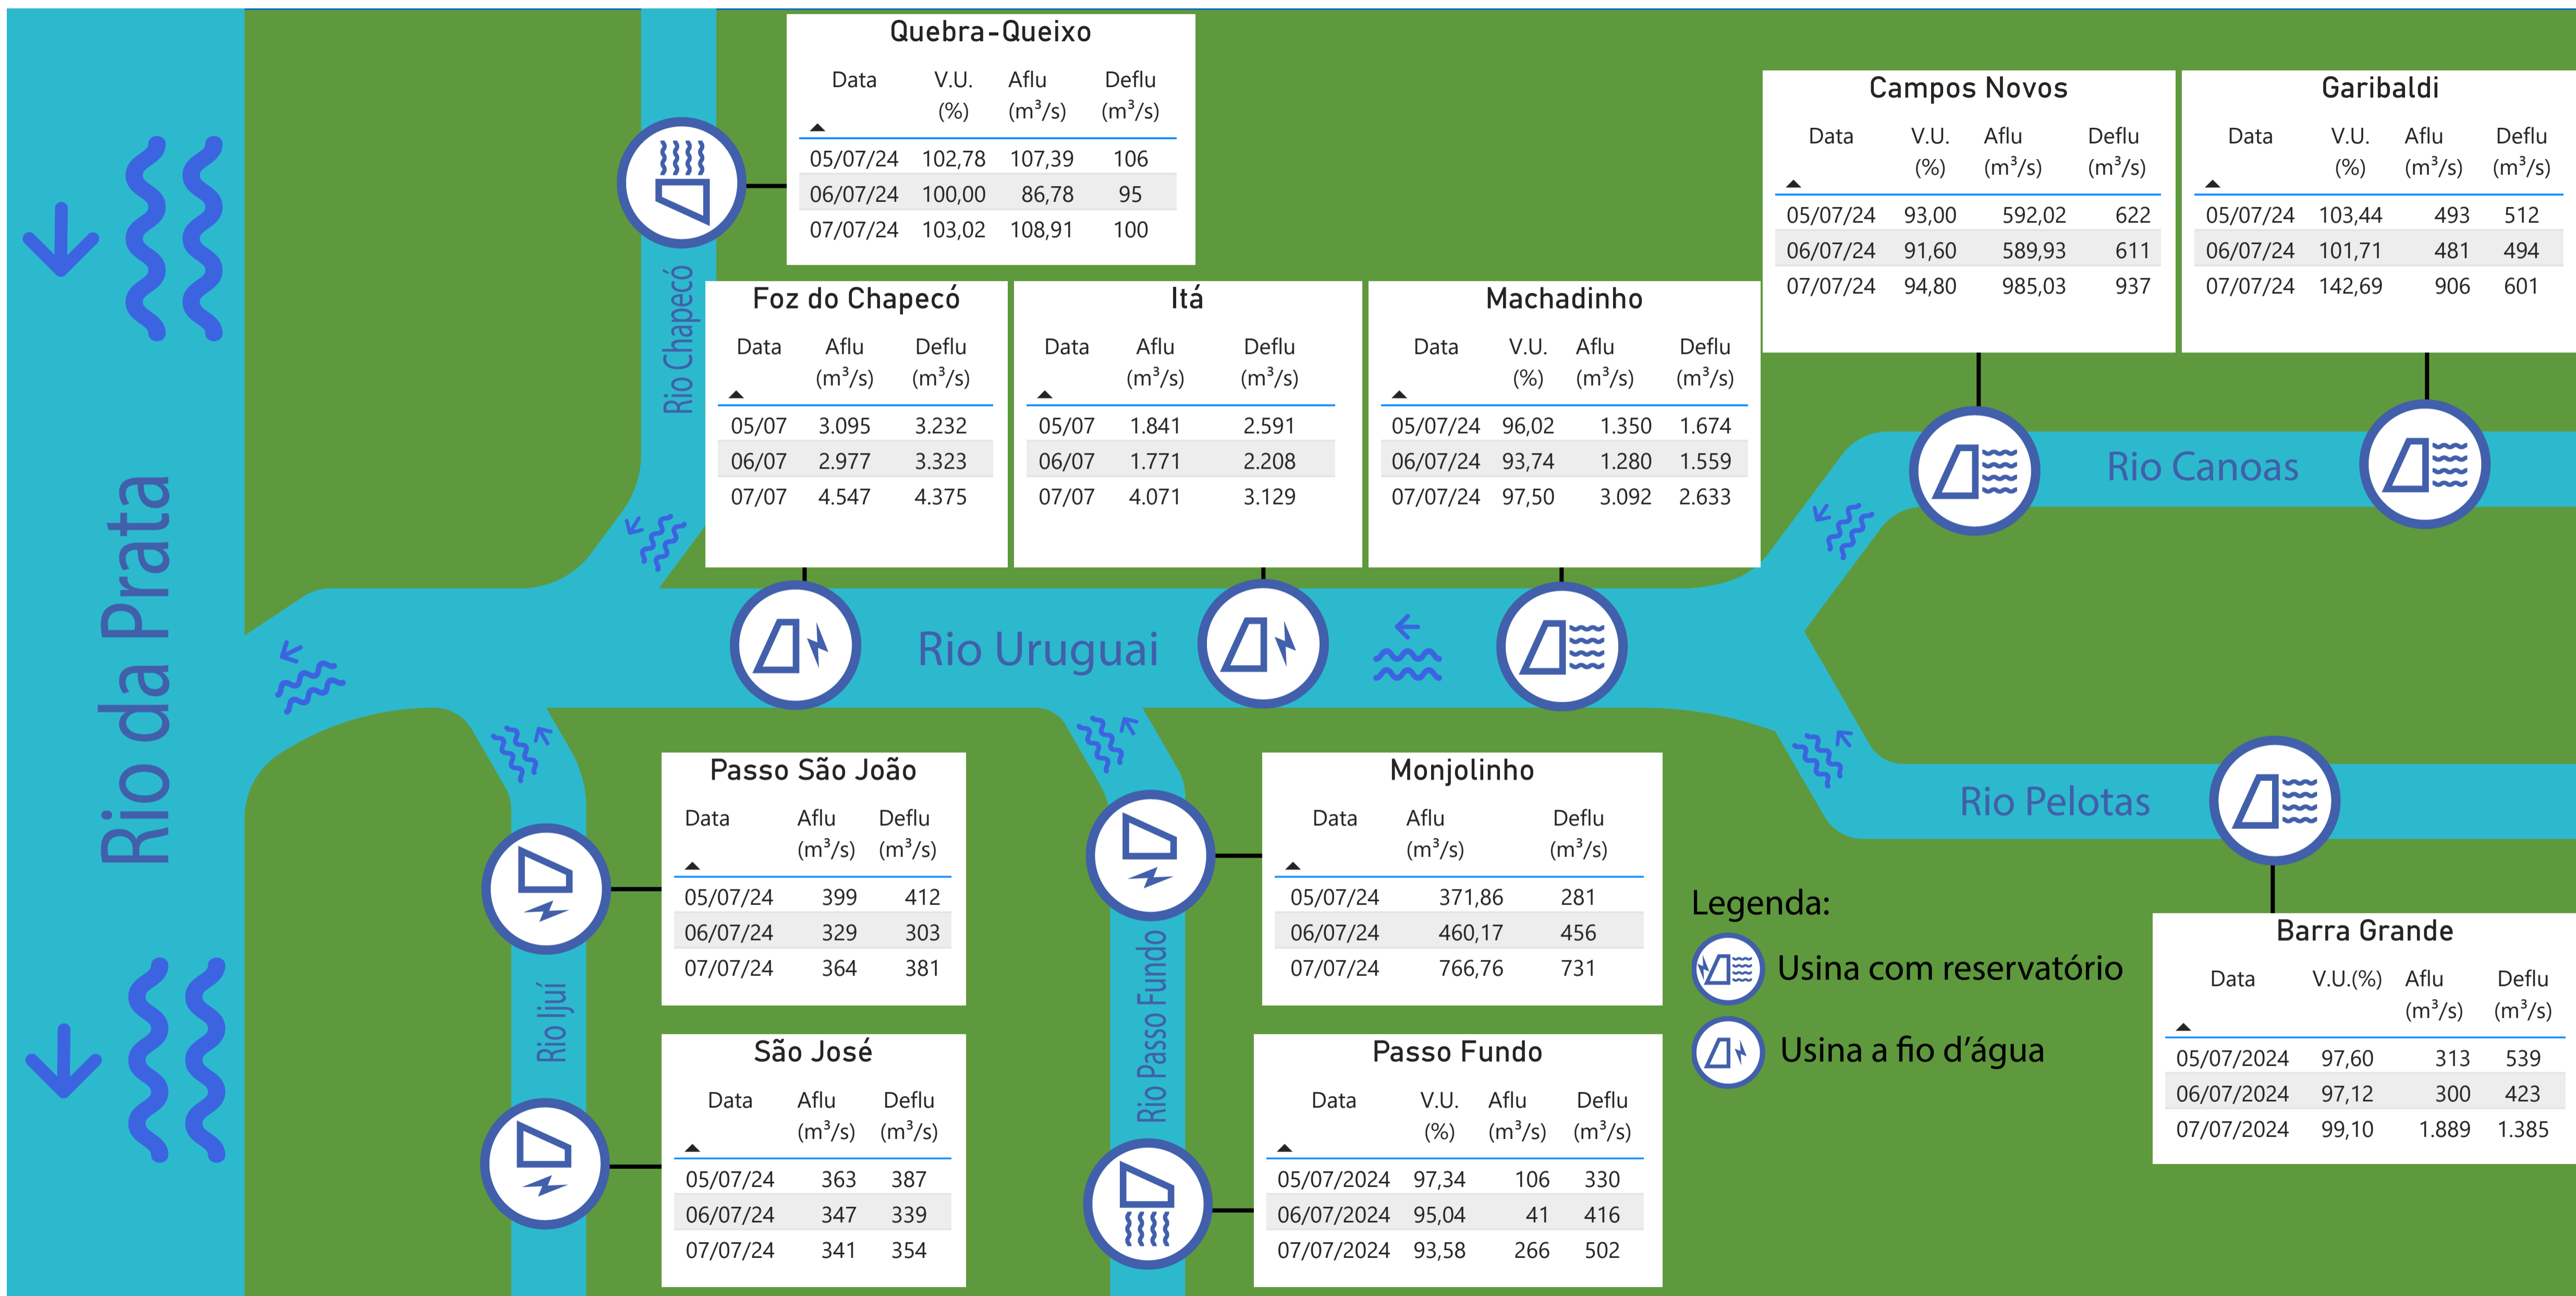 Quebra-Queixo
Data V.U. (%) Aflu (m³/s) Deflu (m³/s)
05/07/24 102,78 107,39 106
06/07/24 100,00 86,78 95
07/07/24 103,02 108,91 100
Campos Novos
Data V.U. (%) Aflu (m³/s) Deflu (m³/s)
05/07/24 93,00 592,02 622
06/07/24 91,60 589,93 611
07/07/24 94,80 985,03 937
Garibaldi
Data V.U. (%) Aflu (m³/s) Deflu (m³/s)
05/07/24 103,44 493 512
06/07/24 101,71 481 494
07/07/24 142,69 906 601
Rio Chapecó
Foz do Chapecó
Data Aflu (m³/s) Deflu (m³/s)
05/07 3.095 3.232
06/07 2.977 3.323
07/07 4.547 4.375
Itá
Data Aflu (m³/s) Deflu (m³/s)
05/07 1.841 2.591
06/07 1.771 2.208
07/07 4.071 3.129
Machadinho
Data V.U. (%) Aflu (m³/s) Deflu (m³/s)
05/07/24 96,02 1.350 1.674
06/07/24 93,74 1.280 1.559
07/07/24 97,50 3.092 2.633
Rio Canoas
Rio da Prata
Rio Uruguai
Rio Pelotas
Passo São João
Data Aflu (m³/s) Deflu (m³/s)
05/07/24 399 412
06/07/24 329 303
07/07/24 364 381
Monjolinho
Data Aflu (m³/s) Deflu (m³/s)
05/07/24 371,86 281
06/07/24 460,17 456
07/07/24 766,76 731
Legenda:
Usina com reservatório
Usina a fio d’água
Barra Grande
Data V.U.(%) Aflu (m³/s) Deflu (m³/s)
05/07/2024 97,60 313 539
06/07/2024 97,12 300 423
07/07/2024 99,10 1.889 1.385
Rio Ijuí
São José
Data Aflu (m³/s) Deflu (m³/s)
05/07/24 363 387
06/07/24 347 339
07/07/24 341 354
Rio Passo Fundo
Passo Fundo
Data V.U. (%) Aflu (m³/s) Deflu (m³/s)
05/07/2024 97,34 106 330
06/07/2024 95,04 41 416
07/07/2024 93,58 266 502